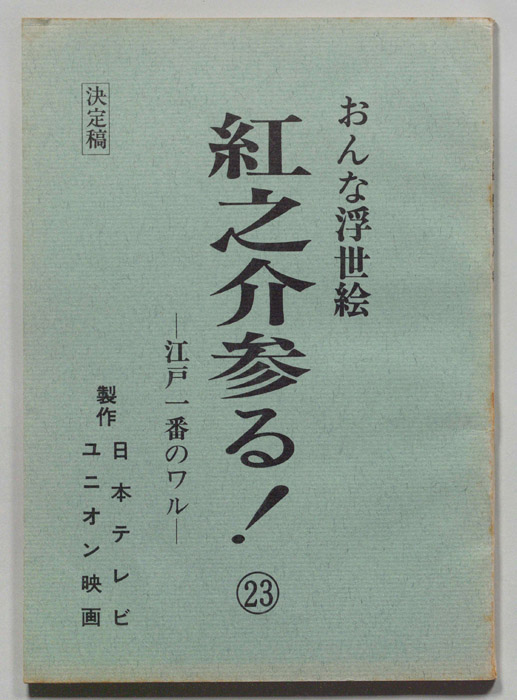 おんな浮世絵
紅之介参る!
㉓
―江戸一番のワル―
決定稿
製作
日本テレビ
ユニオン映画